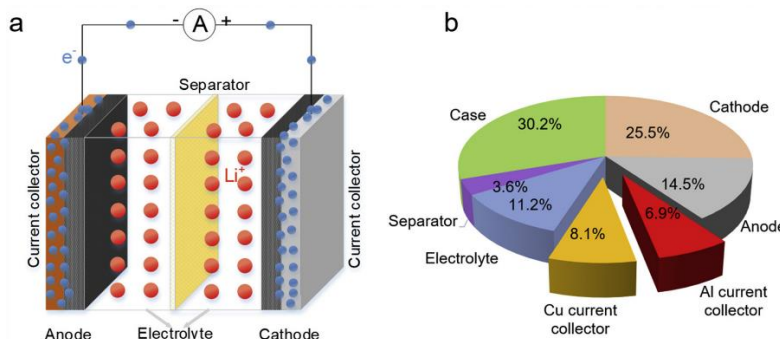 a
- A +
e-
Separator
Current collector
Li+
Current collector
Anode
Electrolyte
Cathode
b
Case
30.2%
Cathode
25.5%
14.5%
Anode
6.9%
Al current
collector
8.1%
Cu current
collector
11.2%
Electrolyte
3.6%
Separator